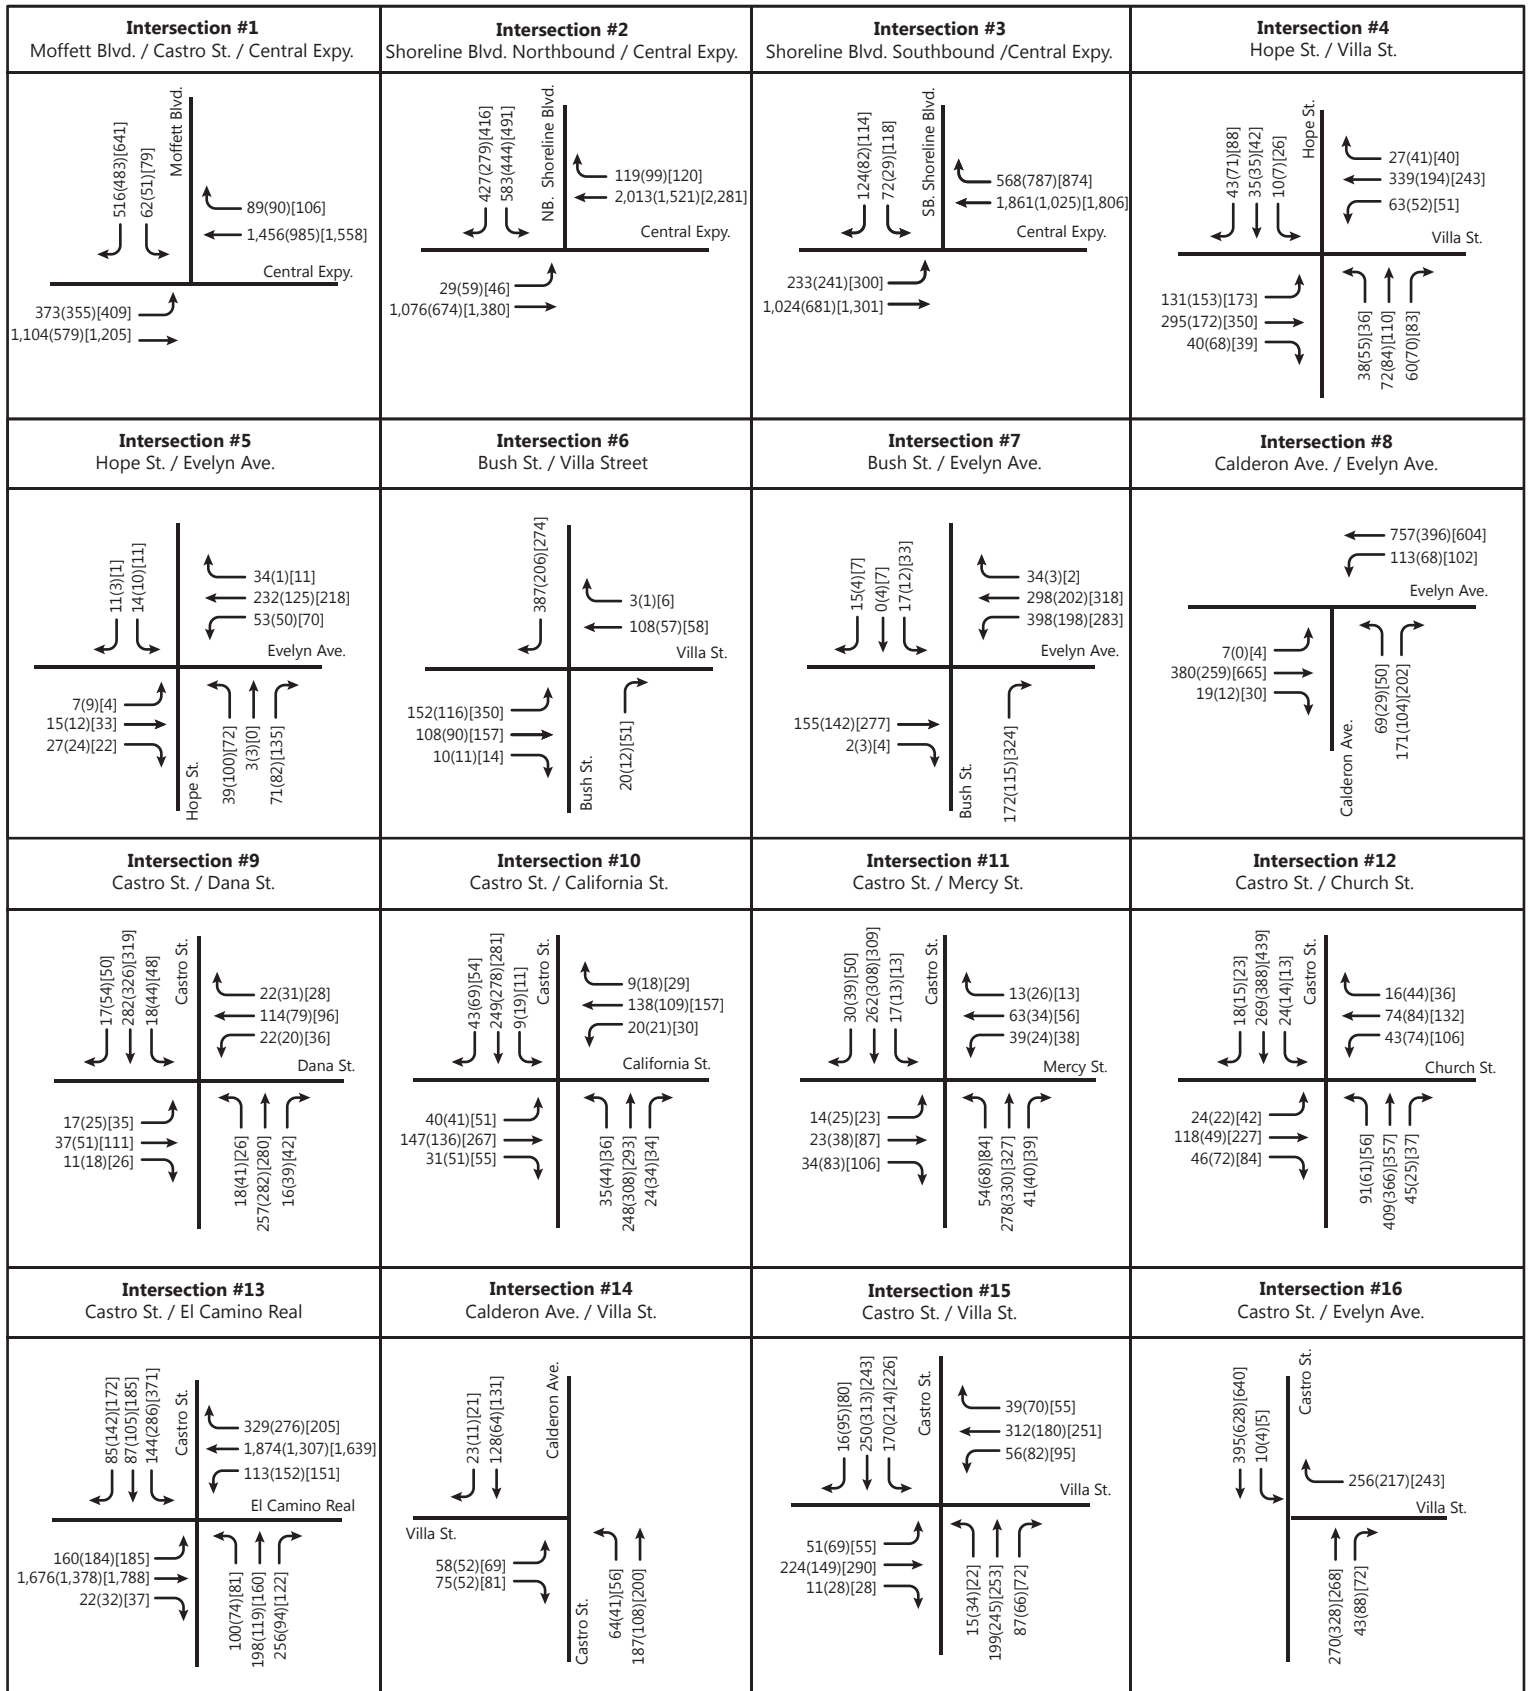 Intersection #1
Moffett Blvd. / Castro St. / Central Expy.
516(483)[641]
62(51)[79]
Moffett Blvd.
89(90)[106]
1,456(985)[1,558]
Central Expy.
373(355)[409]
1,104(579)[1,205]
Intersection #2
Shoreline Blvd. Northbound / Central Expy.
427(279)[416]
583(444)[491]
NB. Shoreline Blvd.
119(99)[120]
2,013(1,521)[2,281]
Central Expy.
29(59)[46]
1,076(674)[1,380]
Intersection #3
Shoreline Blvd. Southbound /Central Expy.
124(82)[114]
72(29)[118]
SB. Shoreline Blvd.
568(787)[874]
1,861(1,025)[1,806]
Central Expy.
233(241)[300]
1,024(681)[1,301]
Intersection #4
Hope St. / Villa St.
43(71)[88]
35(35)[42]
10(7)[26]
Hope St.
27(41)[40]
339(194)[243]
63(52)[51]
Villa St.
131(153)[173]
295(172)[350]
40(68)[39]
38(55)[36]
72(84)[110]
60(70)[83]
Intersection #5
Hope St. / Evelyn Ave.
11(3)[1]
14(10)[11]
34(1)[11]
232(125)[218]
53(50)[70]
Evelyn Ave.
7(9)[4]
15(12)[33]
27(24)[22]
Hope St.
39(100)[72]
3(3)[0]
71(82)[135]
Intersection #6
Bush St. / Villa Street
387(206)[274]
3(1)[6]
108(57)[58]
Villa St.
152(116)[350]
108(90)[157]
10(11)[14]
Bush St.
20(12)[51]
Intersection #7
Bush St. / Evelyn Ave.
15(4)[7]
0(4)[7]
17(12)[33]
34(3)[2]
298(202)[318]
398(198)[283]
Evelyn Ave.
155(142)[277]
2(3)[4]
Bush St.
172(115)[324]
Intersection #8
Calderon Ave. / Evelyn Ave.
757(396)[604]
113(68)[102]
Evelyn Ave.
7(0)[4]
380(259)[665]
19(12)[30]
Calderon Ave.
69(29)[50]
171(104)[202]
Intersection #9
Castro St. / Dana St.
17(54)[50]
282(326)[319]
18(44)[48]
Castro St.
22(31)[28]
114(79)[96]
22(20)[36]
Dana St.
17(25)[35]
37(51)[111]
11(18)[26]
18(41)[26]
257(282)[280]
16(39)[42]
Intersection #10
Castro St. / California St.
43(69)[54]
249(278)[281]
9(19)[11]
Castro St.
9(18)[29]
138(109)[157]
20(21)[30]
California St.
40(41)[51]
147(136)[267]
31(51)[55]
35(44)[36]
248(308)[293]
24(34)[34]
Intersection #11
Castro St. / Mercy St.
30(39)[50]
262(308)[309]
17(13)[13]
Castro St.
13(26)[13]
63(34)[56]
39(24)[38]
Mercy St.
14(25)[23]
23(38)[87]
34(83)[106]
54(68)[84]
278(330)[327]
41(40)[39]
Intersection #12
Castro St. / Church St.
18(15)[23]
269(388)[439]
24(14)[13]
Castro St.
16(44)[36]
74(84)[132]
43(74)[106]
Church St.
24(22)[42]
118(49)[227]
46(72)[84]
91(61)[56]
409(366)[357]
45(25)[37]
Intersection #13
Castro St. / El Camino Real
85(142)[172]
87(105)[185]
144(286)[371]
Castro St.
329(276)[205]
1,874(1,307)[1,639]
113(152)[151]
El Camino Real
160(184)[185]
1,676(1,378)[1,788]
22(32)[37]
100(74)[81]
198(119)[160]
256(94)[122]
Intersection #14
Calderon Ave. / Villa St.
23(11)[21]
128(64)[131]
Calderon Ave.
Villa St.
58(52)[69]
75(52)[81]
Castro St.
64(41)[56]
187(108)[200]
Intersection #15
Castro St. / Villa St.
16(95)[80]
250(313)[243]
170(214)[226]
Castro St.
39(70)[55]
312(180)[251]
56(82)[95]
Villa St.
51(69)[55]
224(149)[290]
11(28)[28]
15(34)[22]
199(245)[253]
87(66)[72]
Intersection #16
Castro St. / Evelyn Ave.
395(628)[640]
10(4)[5]
Castro St.
256(217)[243]
Villa St.
270(328)[268]
43(88)[72]